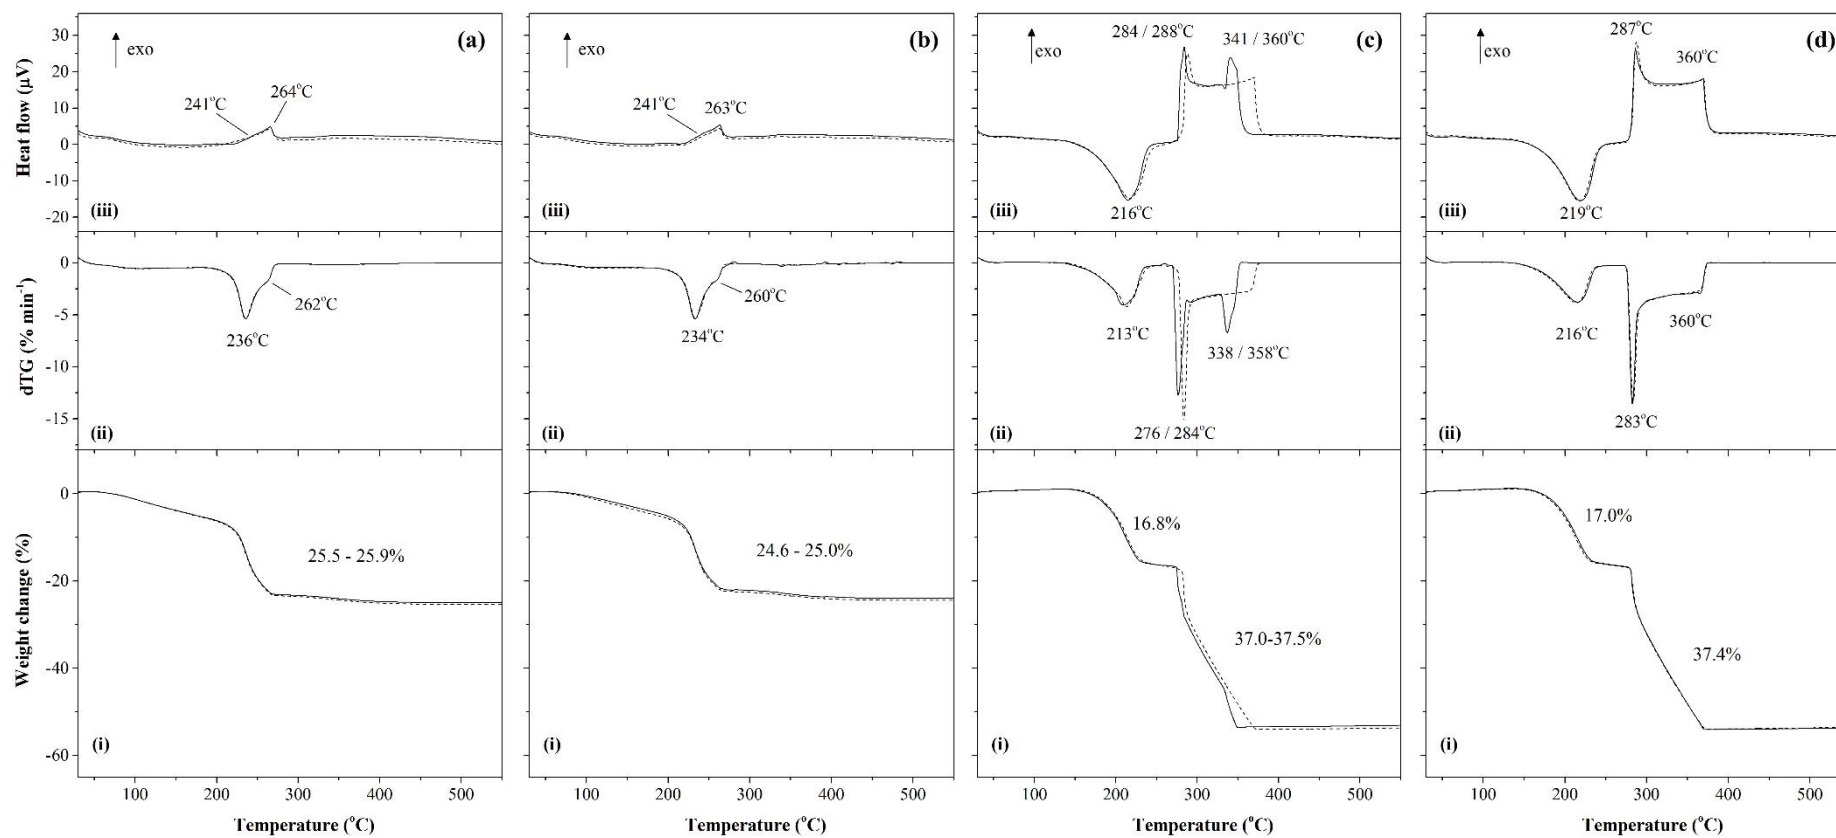 Heat flow (µV)
30
20
10
0
-10
-20
exo
(a)
241°C
264°C
(iii)
exo
(b)
241°C
263°C
(iii)
exo
(c)
284 / 288°C
341 / 360°C
216°C
(iii)
exo
(d)
287°C
360°C
219°C
(iii)
dTG (% min⁻¹)
0
-5
-10
-15
262°C
236°C
(ii)
260°C
234°C
(ii)
213°C
338 / 358°C
276 / 284°C
(ii)
216°C
360°C
283°C
(ii)
Weight change (%)
0
-20
-40
-60
25.5 - 25.9%
(i)
24.6 - 25.0%
(i)
16.8%
37.0-37.5%
(i)
17.0%
37.4%
(i)
100 200 300 400 500
100 200 300 400 500
100 200 300 400 500
100 200 300 400 500
Temperature (°C)
Temperature (°C)
Temperature (°C)
Temperature (°C)